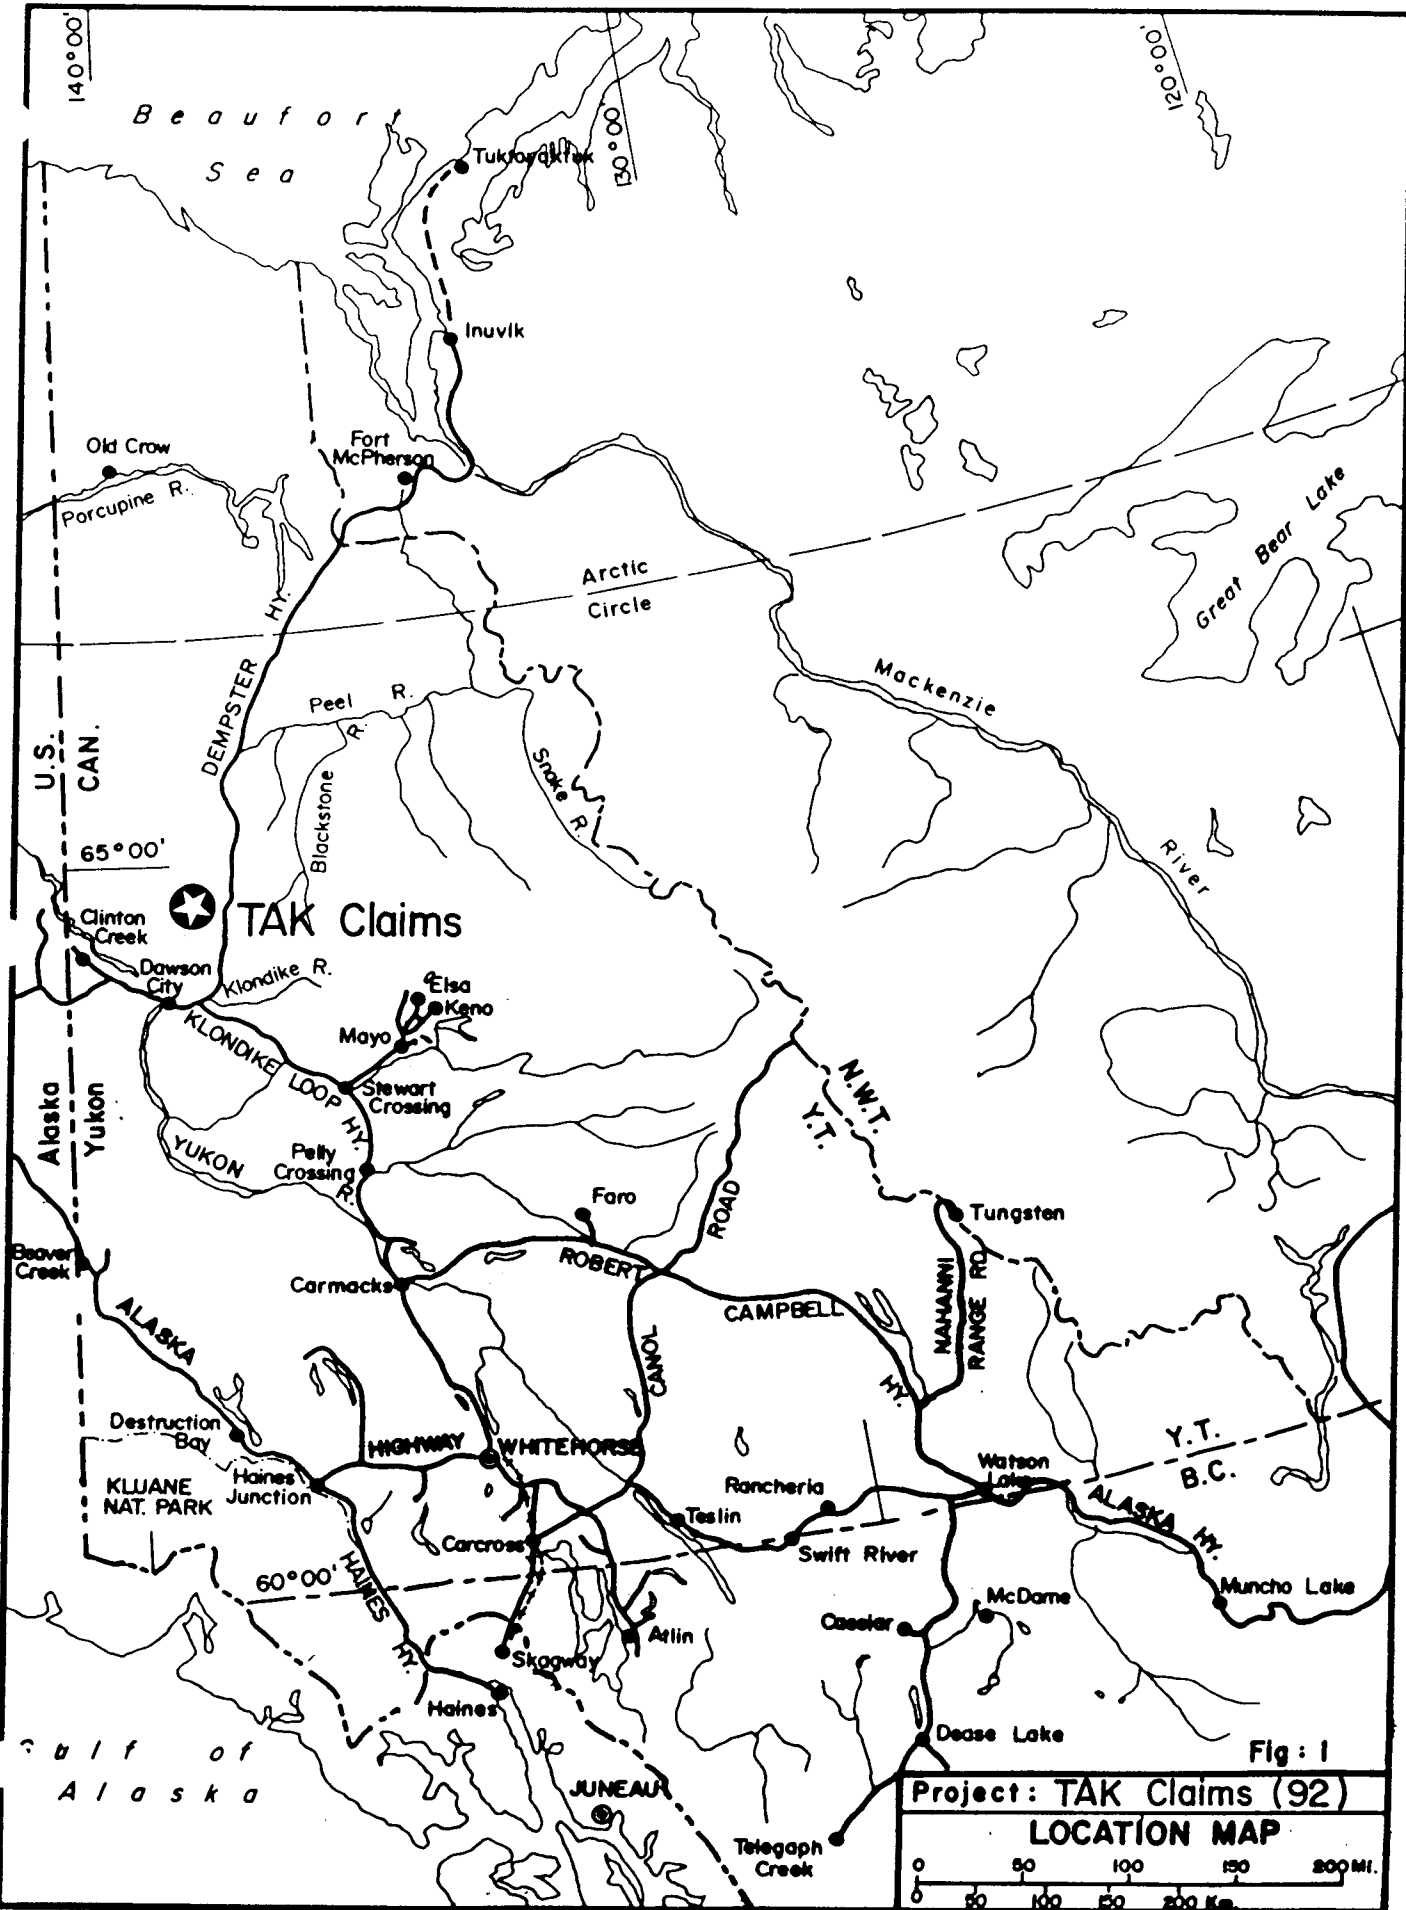 140°00'
130°00'
120°00'
Beaufort
Sea
Tuktoyaktuk
Inuvik
Old Crow
Porcupine R.
Fort
McPherson
Arctic
Circle
Great Bear Lake
DEMPSTER HY.
Mackenzie
River
Peel R.
Blackstone R.
Snake R.
U.S.
CAN.
65°00'
TAK Claims
Clinton
Creek
Dawson
City
Klondike R.
Elsa
Keno
Mayo
KLONDIKE LOOP HY.
Stewart
Crossing
Alaska
Yukon
YUKON R.
Pelly
Crossing
N.W.T.
Y.T.
Faro
ROAD
Tungsten
Beaver
Creek
Carmacks
ROBERT
CAMPBELL
HY.
NAHANNI
RANGE RD.
ALASKA
CANOL
Destruction
Bay
HIGHWAY
WHITEHORSE
Y.T.
B.C.
Watson
Lake
Haines
Junction
KLUANE
NAT. PARK
Rancheria
Teslin
ALASKA HY.
Carcross
Swift River
60°00'
HAINES
HY.
Muncho Lake
McDame
Cassiar
Atlin
Skagway
Haines
Dease Lake
ulf of
Alaska
JUNEAU
Telegaph
Creek
Fig: 1
Project: TAK Claims (92)
LOCATION MAP
0 50 100 150 200 MI.
0 50 100 150 200 Km.